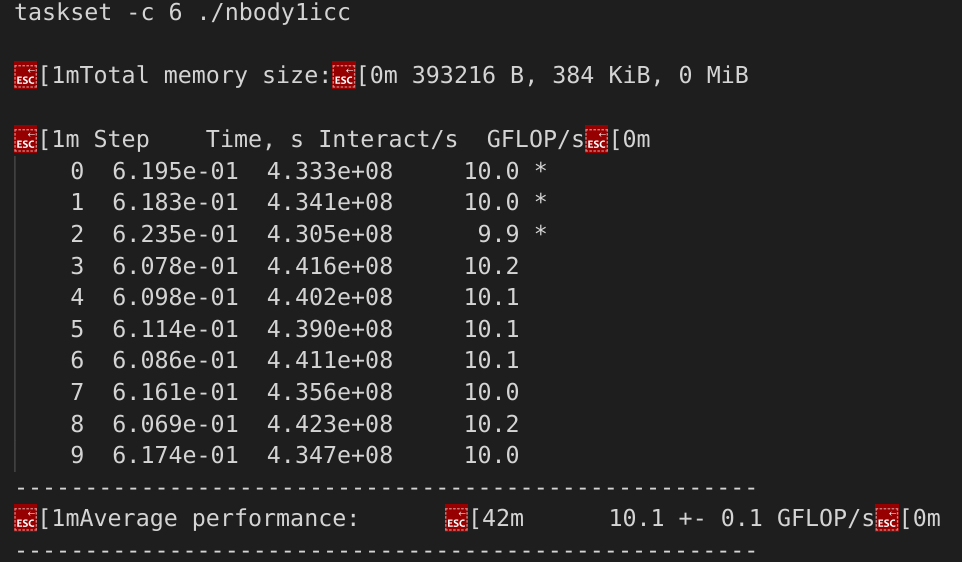 taskset -c 6 ./nbody1icc
ESC[1mTotal memory size:ESC[0m 393216 B, 384 KiB, 0 MiB
ESC[1m Step    Time, s Interact/s  GFLOP/sESC[0m
    0  6.195e-01  4.333e+08     10.0 *
    1  6.183e-01  4.341e+08     10.0 *
    2  6.235e-01  4.305e+08      9.9 *
    3  6.078e-01  4.416e+08     10.2
    4  6.098e-01  4.402e+08     10.1
    5  6.114e-01  4.390e+08     10.1
    6  6.086e-01  4.411e+08     10.1
    7  6.161e-01  4.356e+08     10.0
    8  6.069e-01  4.423e+08     10.2
    9  6.174e-01  4.347e+08     10.0
-----------------------------------------------------
ESC[1mAverage performance:      ESC[42m      10.1 +- 0.1 GFLOP/sESC[0m
-----------------------------------------------------